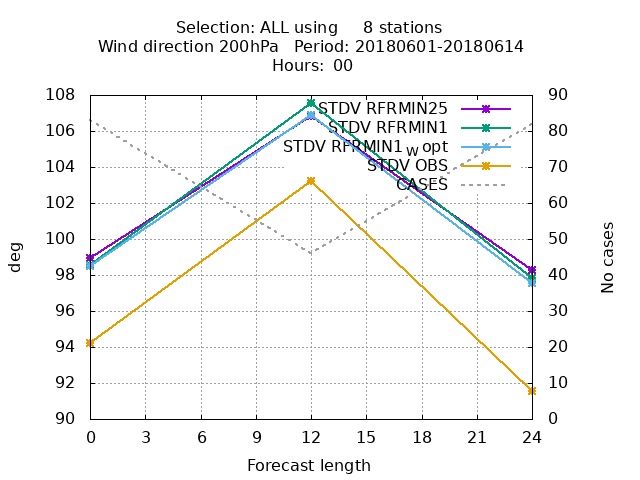 Selection: ALL using     8 stations
Wind direction 200hPa   Period: 20180601-20180614
Hours:  00
108
106
104
102
100
98
96
94
92
90
90
80
70
60
50
40
30
20
10
0
STDV RFRMIN25
STDV RFRMIN1
STDV RFRMIN1wopt
STDV OBS
CASES
deg
No cases
0 3 6 9 12 15 18 21 24
Forecast length